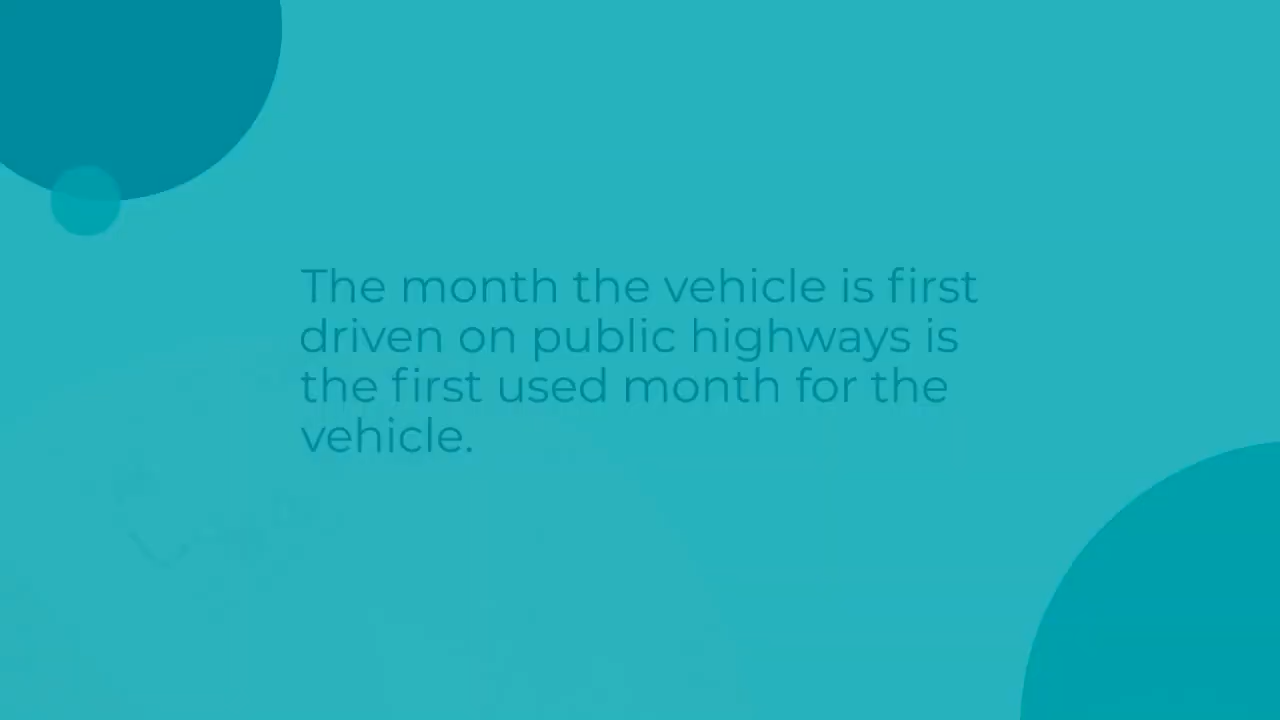 The month the vehicle is first
driven on public highways is
the first used month for the
vehicle.